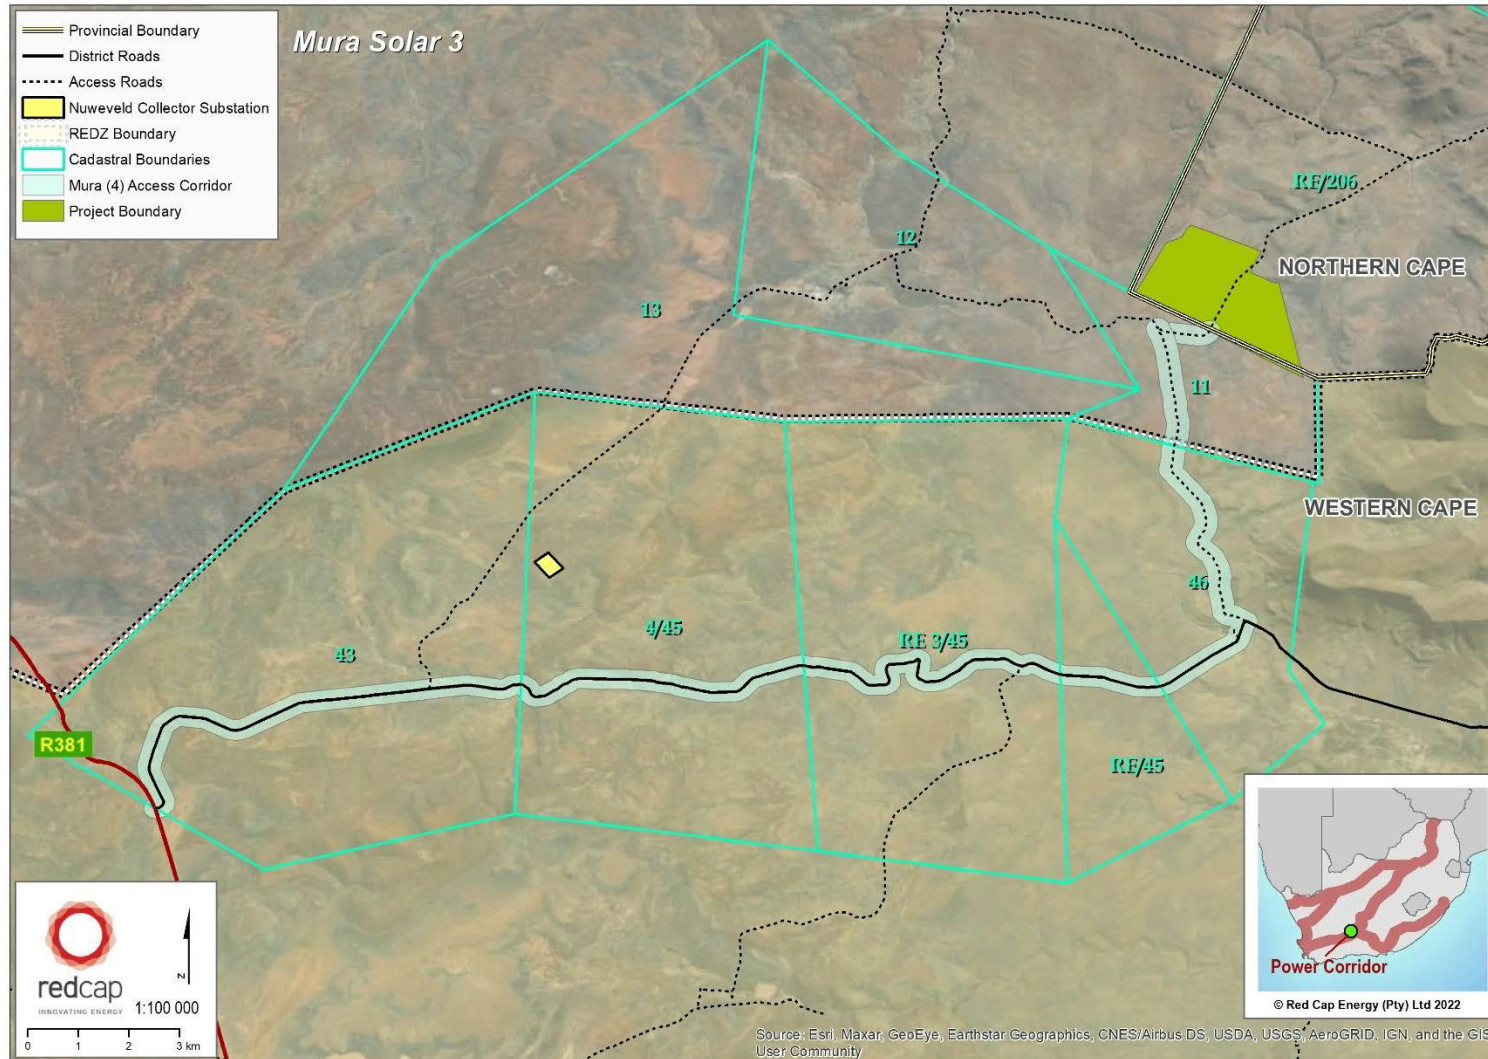 Provincial Boundary
District Roads
Access Roads
Nuweveld Collector Substation
REDZ Boundary
Cadastral Boundaries
Mura (4) Access Corridor
Project Boundary
Mura Solar 3
RE/206
12
NORTHERN CAPE
13
11
WESTERN CAPE
46
4/45
RE 3/45
43
R381
RE/45
redcap
INNOVATING ENERGY
N
1:100 000
0 1 2 3 km
Power Corridor
© Red Cap Energy (Pty) Ltd 2022
Source: Esri, Maxar, GeoEye, Earthstar Geographics, CNES/Airbus DS, USDA, USGS, AeroGRID, IGN, and the GIS
User Community